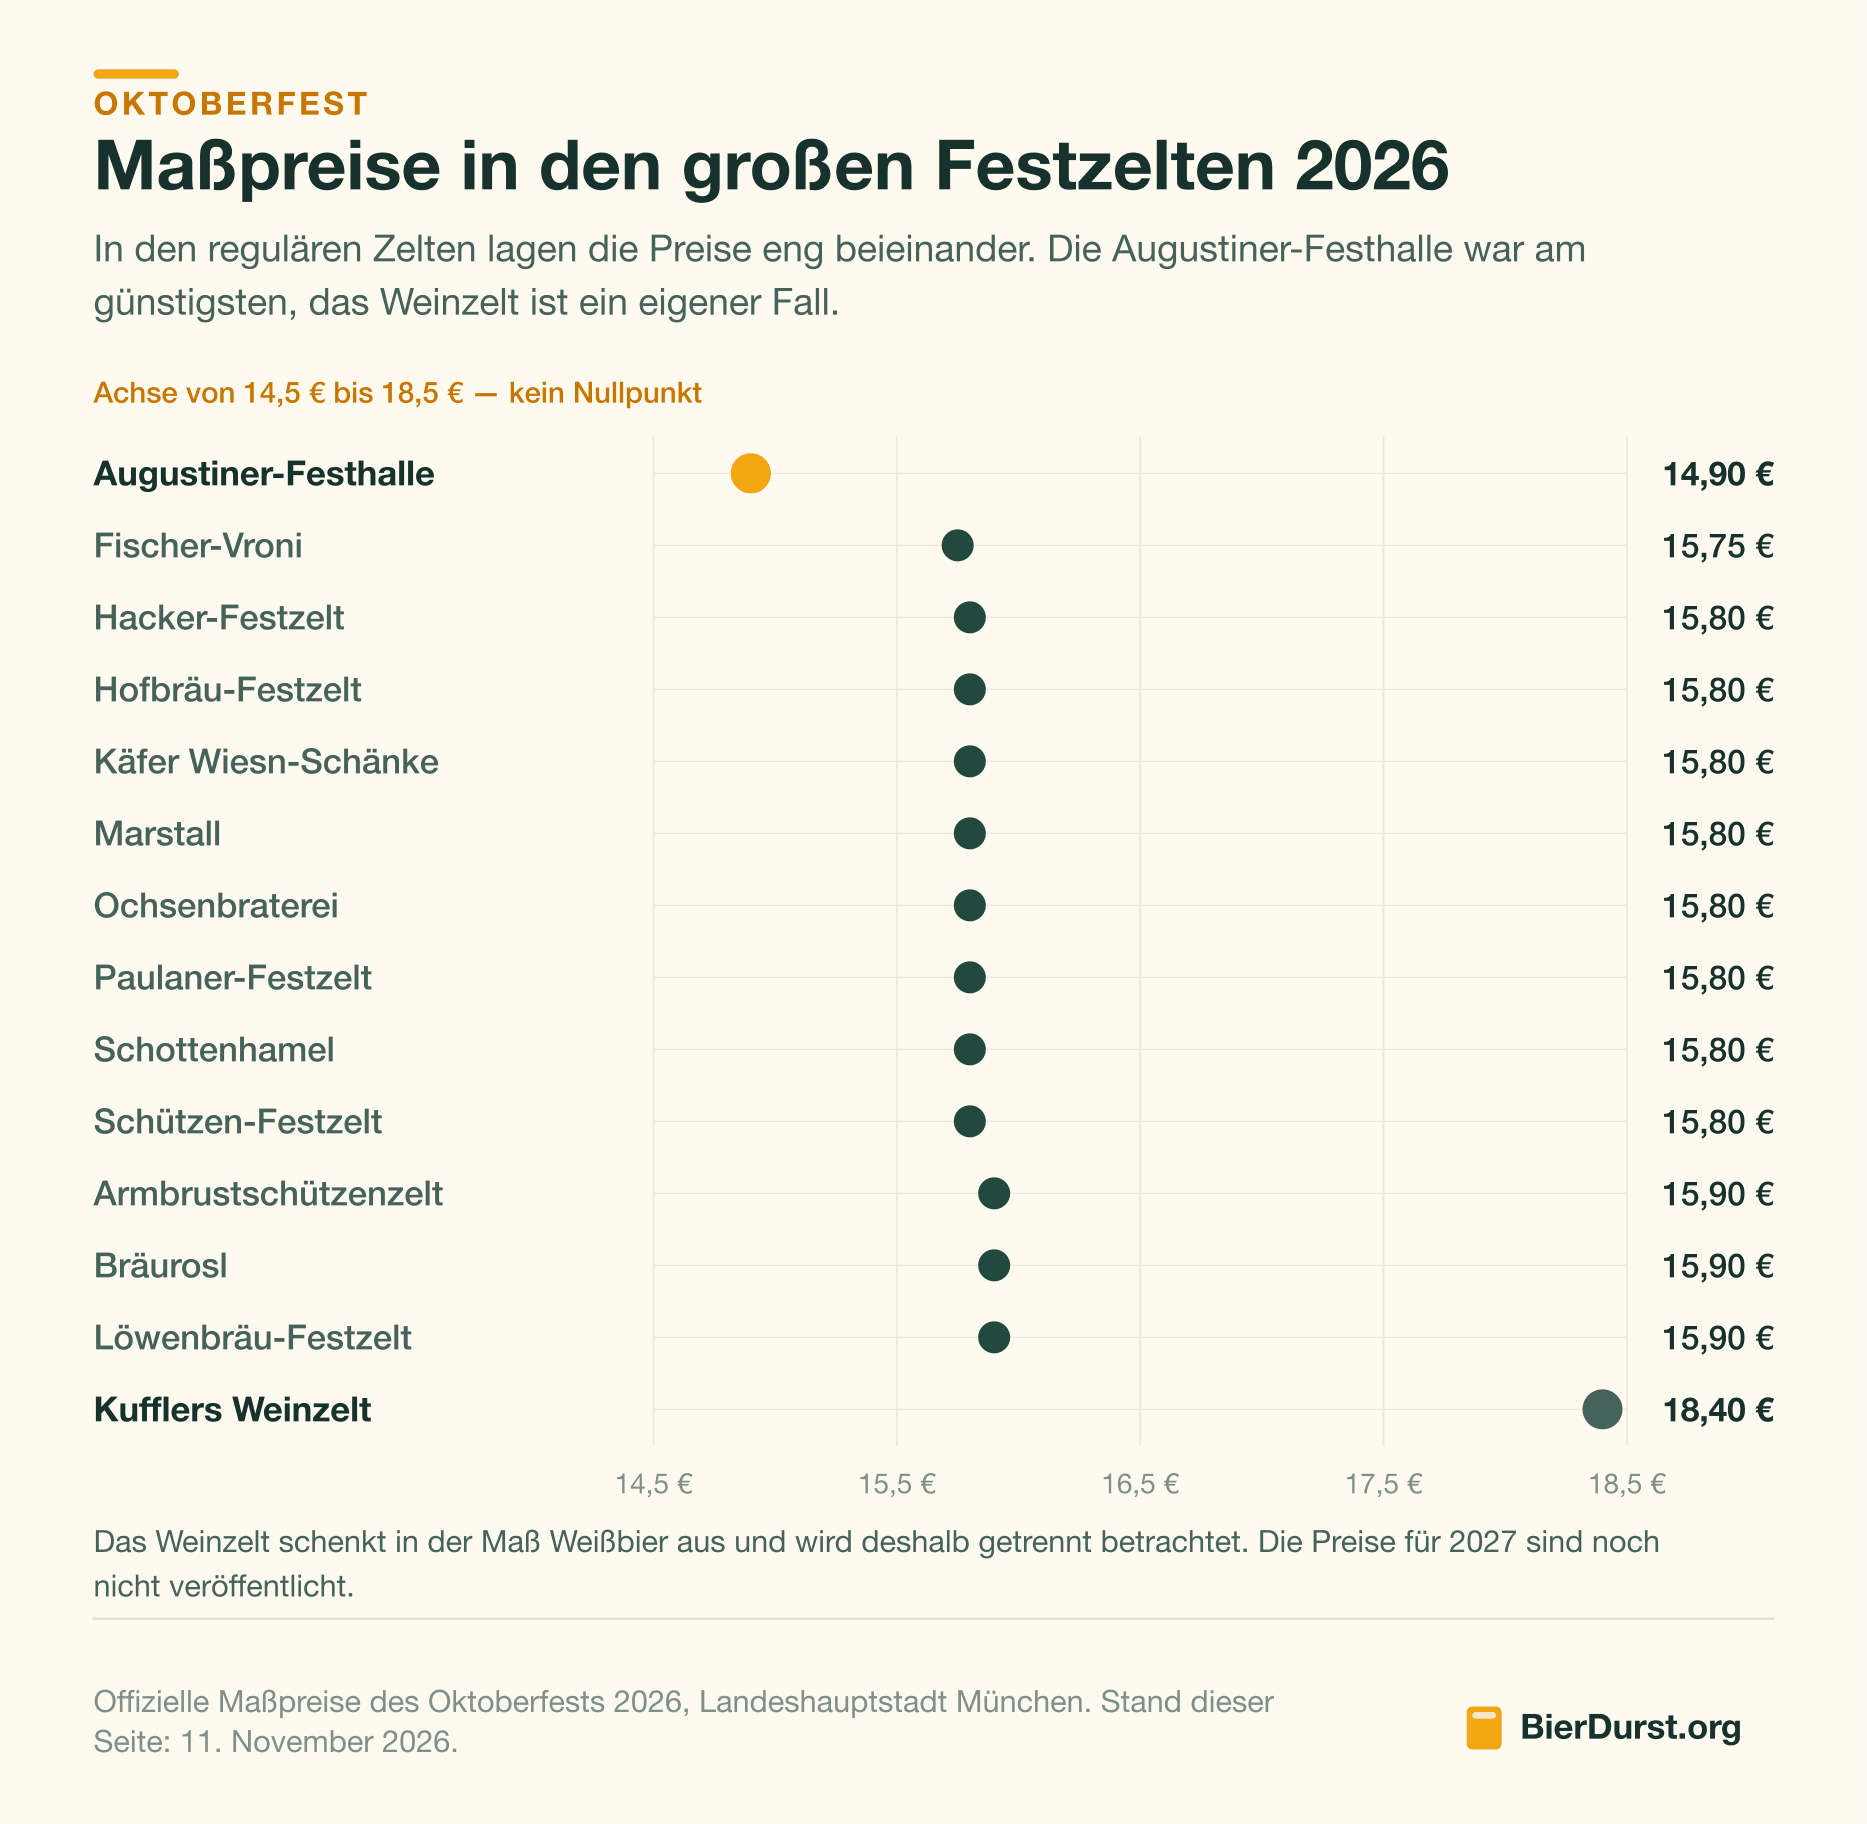 OKTOBERFEST
Maßpreise in den großen Festzelten 2026
In den regulären Zelten lagen die Preise eng beieinander. Die Augustiner-Festhalle war am
günstigsten, das Weinzelt ist ein eigener Fall.
Achse von 14,5 € bis 18,5 € — kein Nullpunkt
Augustiner-Festhalle 14,90 €
Fischer-Vroni 15,75 €
Hacker-Festzelt 15,80 €
Hofbräu-Festzelt 15,80 €
Käfer Wiesn-Schänke 15,80 €
Marstall 15,80 €
Ochsenbraterei 15,80 €
Paulaner-Festzelt 15,80 €
Schottenhamel 15,80 €
Schützen-Festzelt 15,80 €
Armbrustschützenzelt 15,90 €
Bräurosl 15,90 €
Löwenbräu-Festzelt 15,90 €
Kufflers Weinzelt 18,40 €
14,5 € 15,5 € 16,5 € 17,5 € 18,5 €
Das Weinzelt schenkt in der Maß Weißbier aus und wird deshalb getrennt betrachtet. Die Preise für 2027 sind noch
nicht veröffentlicht.
Offizielle Maßpreise des Oktoberfests 2026, Landeshauptstadt München. Stand dieser
Seite: 11. November 2026.
BierDurst.org